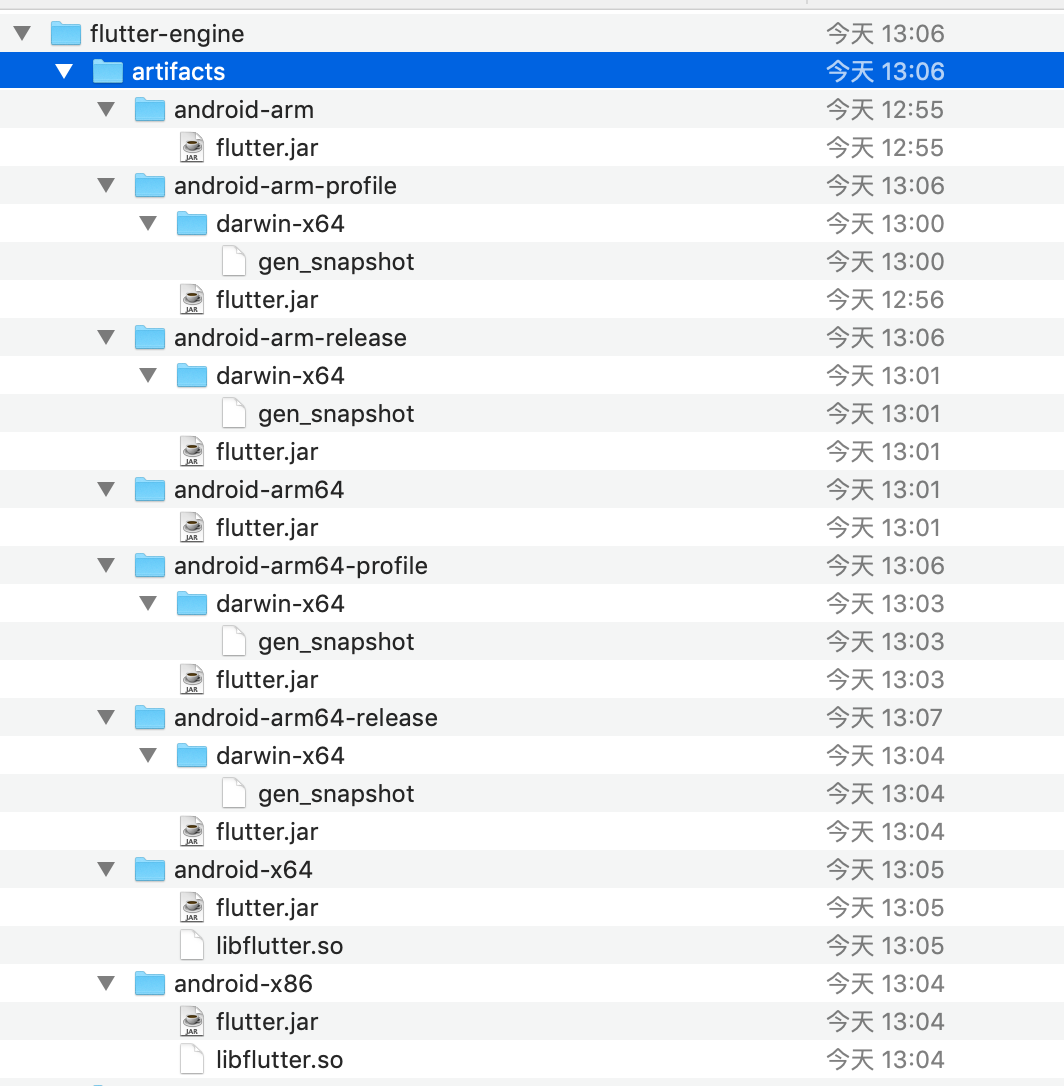 flutter-engine 今天 13:06
artifacts 今天 13:06
android-arm 今天 12:55
flutter.jar 今天 12:55
android-arm-profile 今天 13:06
darwin-x64 今天 13:00
gen_snapshot 今天 13:00
flutter.jar 今天 12:56
android-arm-release 今天 13:06
darwin-x64 今天 13:01
gen_snapshot 今天 13:01
flutter.jar 今天 13:01
android-arm64 今天 13:01
flutter.jar 今天 13:01
android-arm64-profile 今天 13:06
darwin-x64 今天 13:03
gen_snapshot 今天 13:03
flutter.jar 今天 13:03
android-arm64-release 今天 13:07
darwin-x64 今天 13:04
gen_snapshot 今天 13:04
flutter.jar 今天 13:04
android-x64 今天 13:05
flutter.jar 今天 13:05
libflutter.so 今天 13:05
android-x86 今天 13:04
flutter.jar 今天 13:04
libflutter.so 今天 13:04